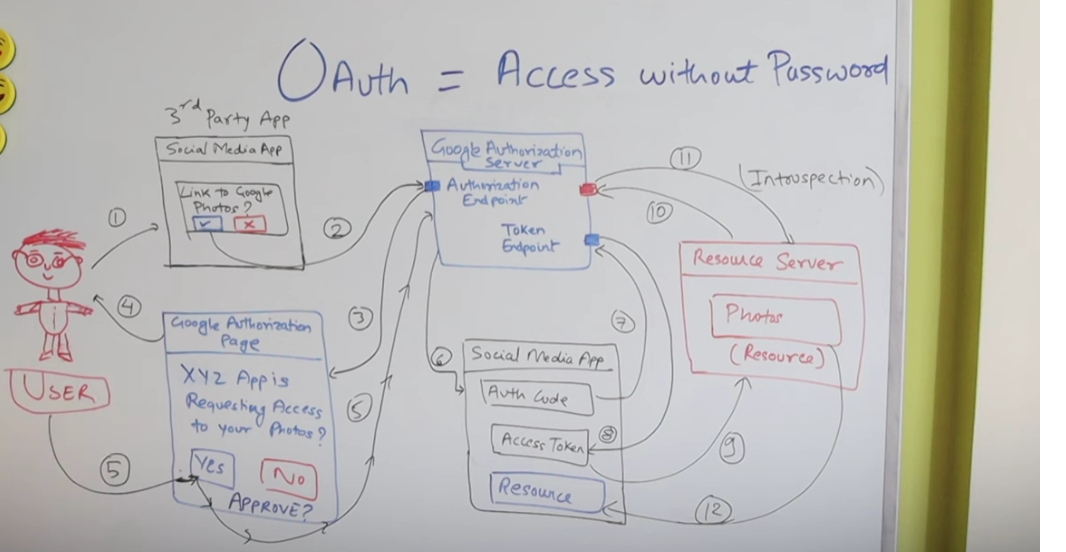 OAuth = Access without Password
3rd Party App
Social Media App
Link to Google
Photos?
✓ x
1
2
Google Authorization
Server
Authorization
Endpoint
Token
Endpoint
11
(Introspection)
10
Resource Server
Photos
(Resource)
4
3
Google Authorization
Page
XYZ App is
Requesting Access
to your Photos?
Yes
No
APPROVE?
USER
5
5
6
7
Social Media App
Auth Code
Access Token
8
Resource
9
12